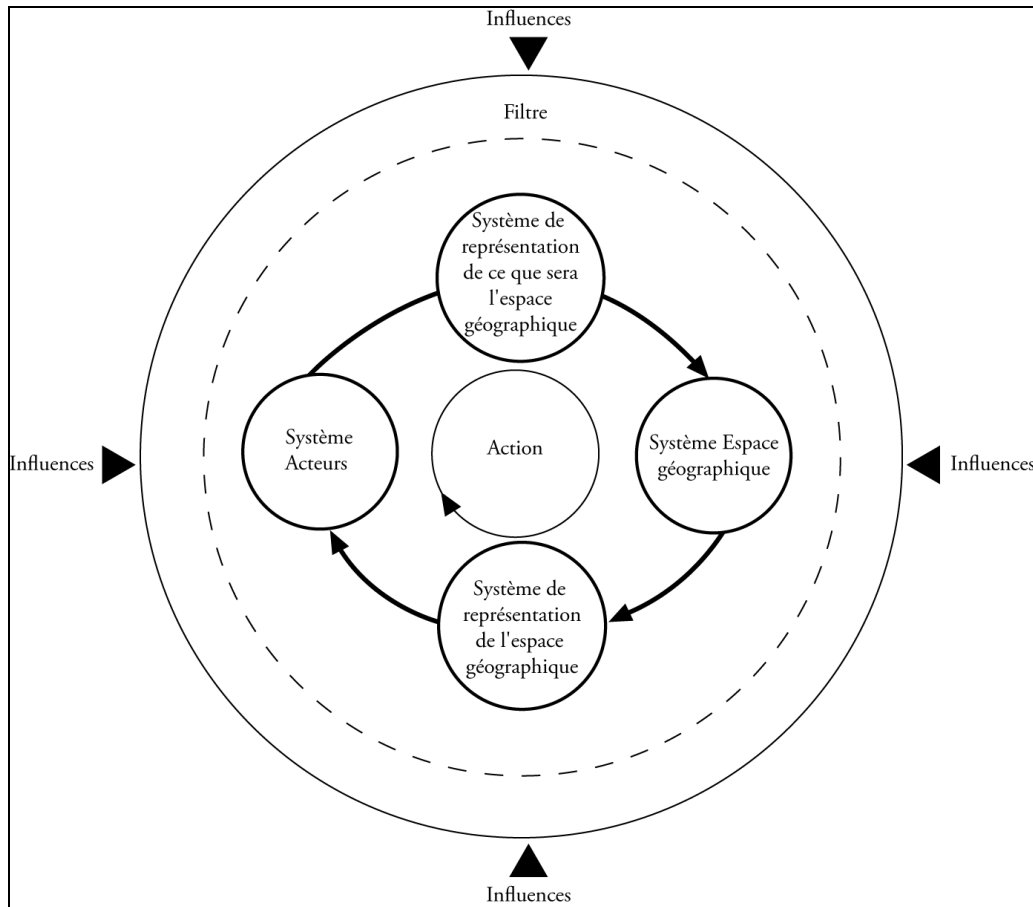 Influences
Filtre
Système de
représentation
de ce que sera
l'espace
géographique
Système
Acteurs
Action
Système Espace
géographique
Influences
Influences
Système de
représentation
de l'espace
géographique
Influences